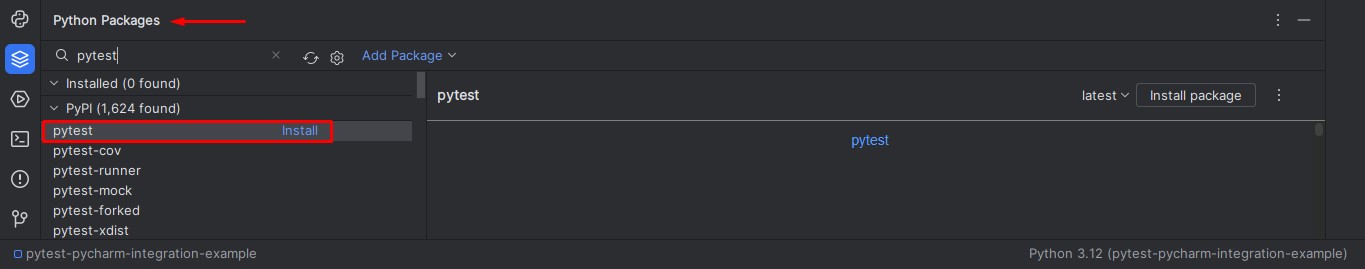 Python Packages
pytest
Add Package
Installed (0 found)
PyPI (1,624 found)
pytest Install
pytest-cov
pytest-runner
pytest-mock
pytest-forked
pytest-xdist
pytest
latest
Install package
pytest
pytest-pycharm-integration-example
Python 3.12 (pytest-pycharm-integration-example)